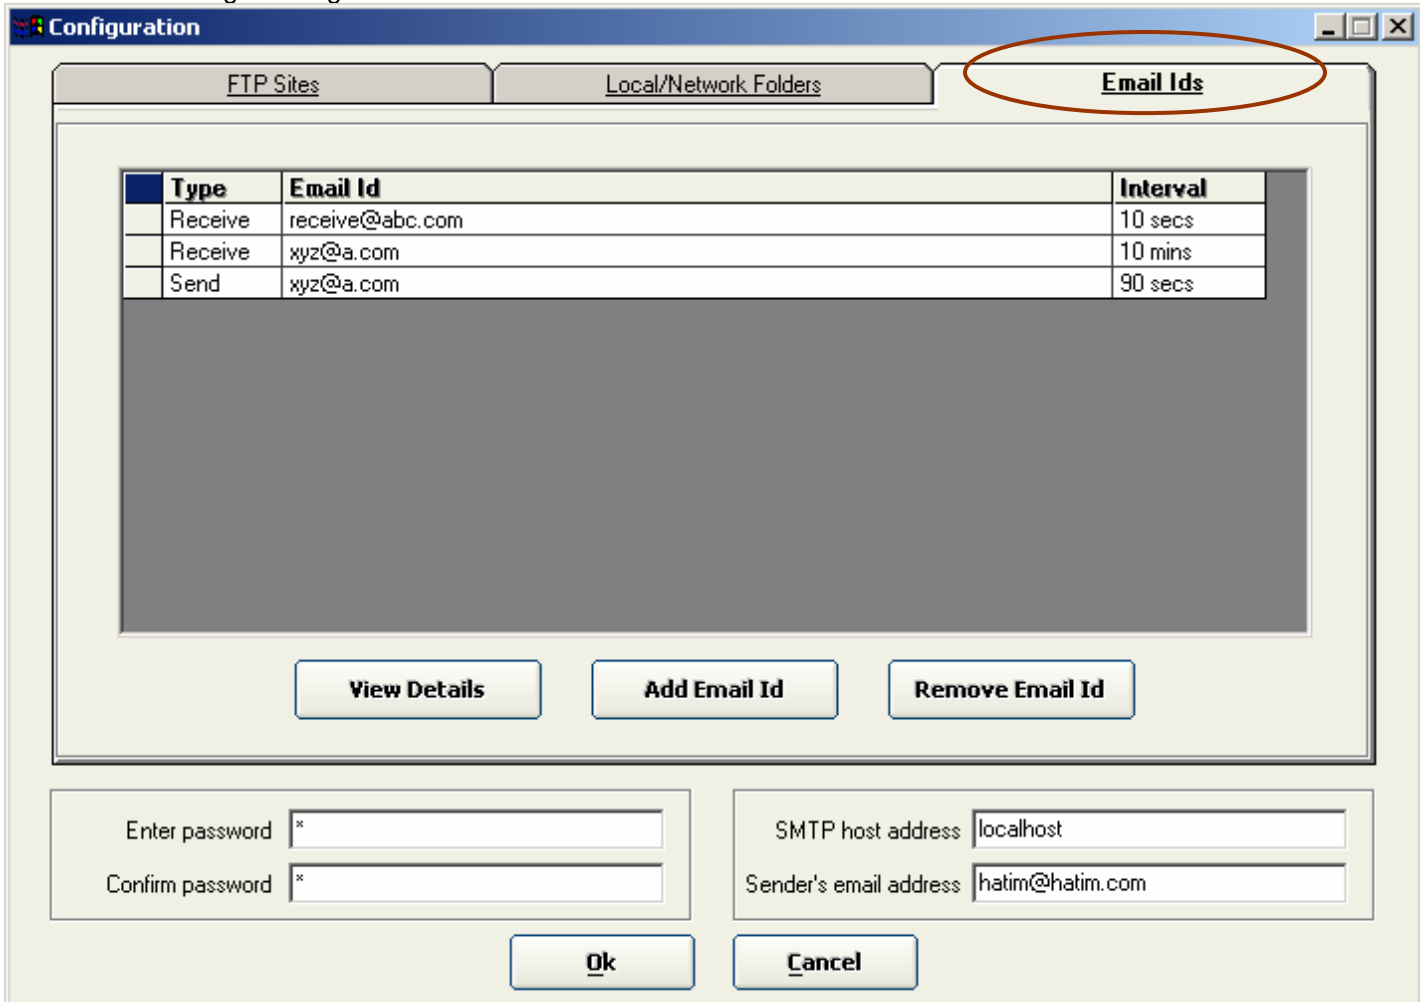 Configuration
FTP Sites Local/Network Folders Email Ids
Type Email Id Interval
Receive receive@abc.com 10 secs
Receive xyz@a.com 10 mins
Send xyz@a.com 90 secs
View Details Add Email Id Remove Email Id
Enter password * SMTP host address localhost
Confirm password * Sender's email address hatim@hatim.com
Ok Cancel